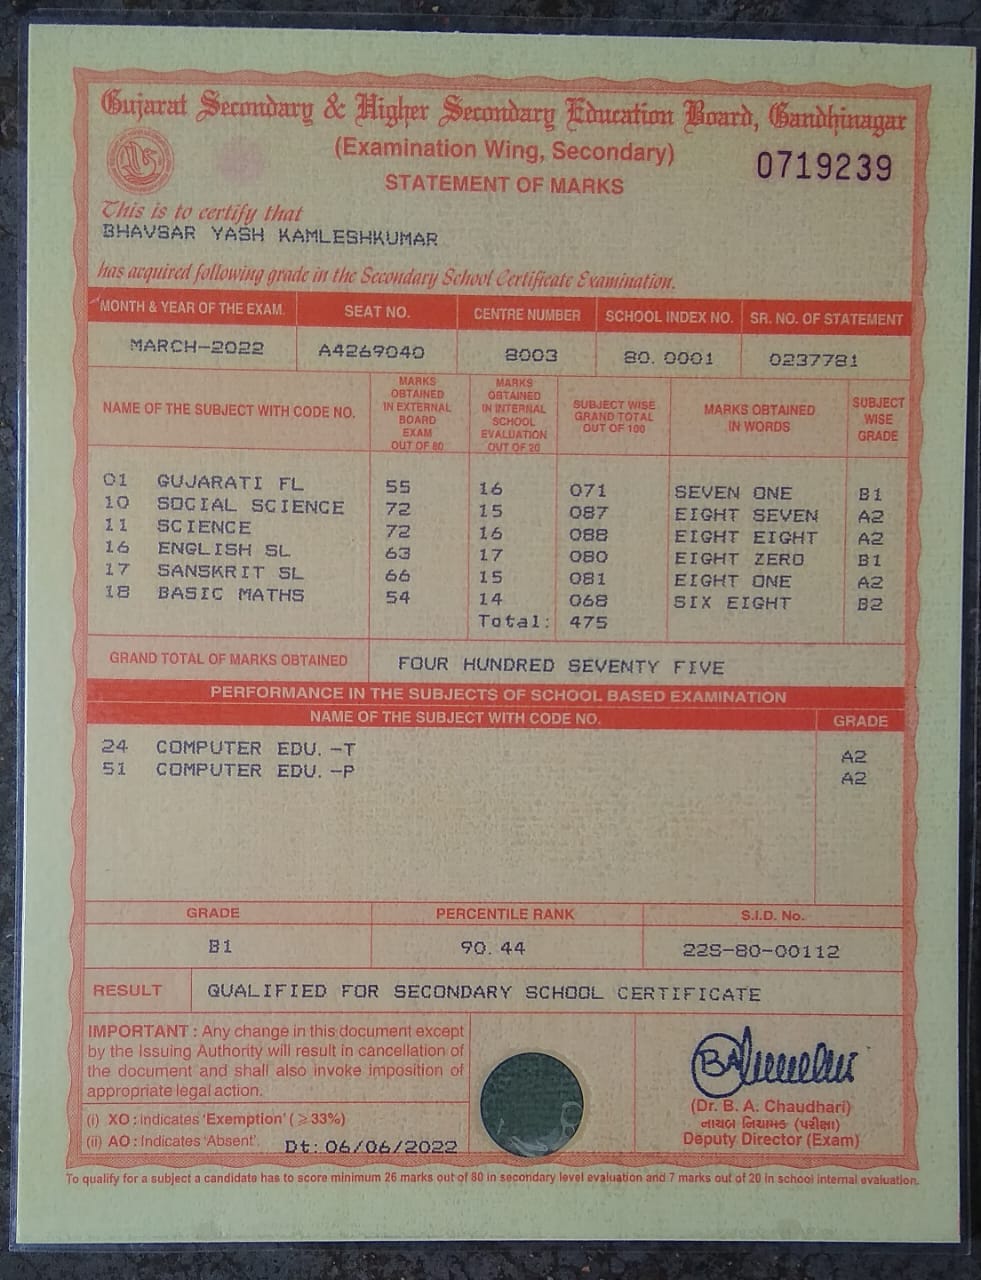 Gujarat Secondary & Higher Secondary Education Board, Gandhinagar
(Examination Wing, Secondary)
0719239
STATEMENT OF MARKS
This is to certify that
BHAVSAR YASH KAMLESHKUMAR
has acquired following grade in the Secondary School Certificate Examination.
MONTH & YEAR OF THE EXAM. SEAT NO. CENTRE NUMBER SCHOOL INDEX NO. SR. NO. OF STATEMENT
MARCH-2022 A4269040 8003 80. 0001 0237781
NAME OF THE SUBJECT WITH CODE NO. MARKS OBTAINED IN EXTERNAL BOARD EXAM OUT OF 80 MARKS OBTAINED IN INTERNAL SCHOOL EVALUATION OUT OF 20 SUBJECT WISE GRAND TOTAL OUT OF 100 MARKS OBTAINED IN WORDS SUBJECT WISE GRADE
01 GUJARATI FL 55 16 071 SEVEN ONE B1
10 SOCIAL SCIENCE 72 15 087 EIGHT SEVEN A2
11 SCIENCE 72 16 088 EIGHT EIGHT A2
16 ENGLISH SL 63 17 080 EIGHT ZERO B1
17 SANSKRIT SL 66 15 081 EIGHT ONE A2
18 BASIC MATHS 54 14 068 SIX EIGHT B2
Total: 475
GRAND TOTAL OF MARKS OBTAINED FOUR HUNDRED SEVENTY FIVE
PERFORMANCE IN THE SUBJECTS OF SCHOOL BASED EXAMINATION
NAME OF THE SUBJECT WITH CODE NO. GRADE
24 COMPUTER EDU. -T A2
51 COMPUTER EDU. -P A2
GRADE PERCENTILE RANK S.I.D. No.
B1 90. 44 22S-80-00112
RESULT QUALIFIED FOR SECONDARY SCHOOL CERTIFICATE
IMPORTANT : Any change in this document except
by the Issuing Authority will result in cancellation of
the document and shall also invoke imposition of
appropriate legal action.
(i) XO : Indicates 'Exemption' ( ≥ 33%)
(ii) AO : Indicates 'Absent'.
Dt: 06/06/2022
(Dr. B. A. Chaudhari)
નાયબ નિયામક (પરીક્ષા)
Deputy Director (Exam)
To qualify for a subject a candidate has to score minimum 26 marks out of 80 in secondary level evaluation and 7 marks out of 20 in school internal evaluation.